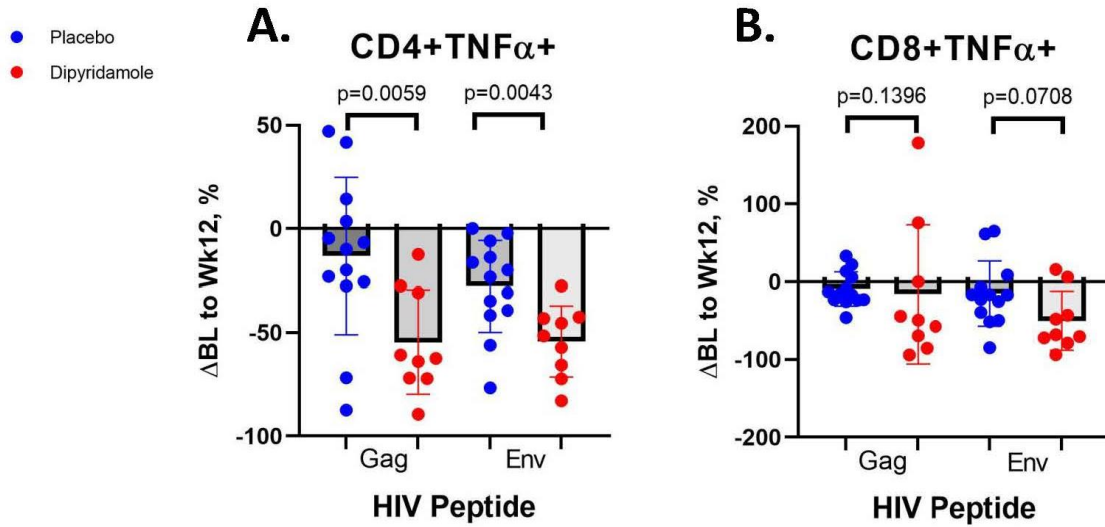 Placebo
Dipyridamole
A.
CD4+TNFα+
p=0.0059 p=0.0043
ΔBL to Wk12, %
50
0
-50
-100
Gag Env
HIV Peptide
B.
CD8+TNFα+
p=0.1396 p=0.0708
ΔBL to Wk12, %
200
100
0
-100
-200
Gag Env
HIV Peptide